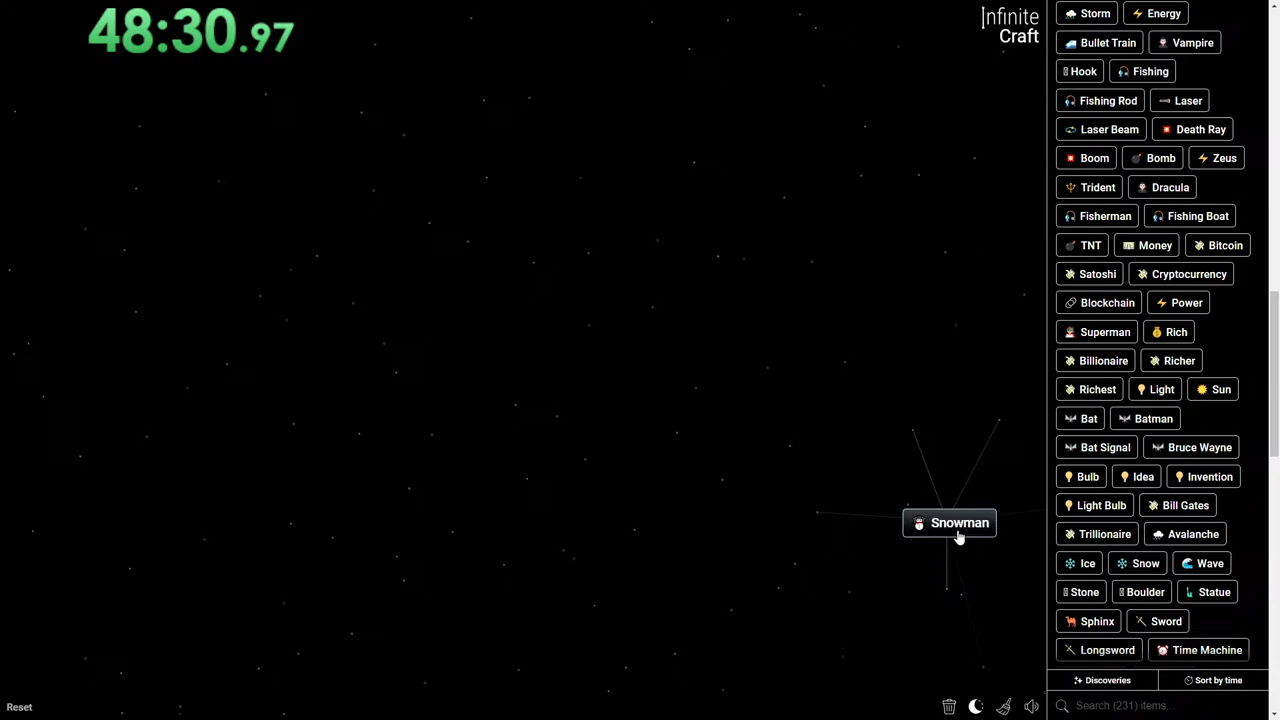 48:30.97
Infinite
Craft
Storm
Energy
Bullet Train
Vampire
Hook
Fishing
Fishing Rod
Laser
Laser Beam
Death Ray
Boom
Bomb
Zeus
Trident
Dracula
Fisherman
Fishing Boat
TNT
Money
Bitcoin
Satoshi
Cryptocurrency
Blockchain
Power
Superman
Rich
Billionaire
Richer
Richest
Light
Sun
Bat
Batman
Bat Signal
Bruce Wayne
Bulb
Idea
Invention
Light Bulb
Bill Gates
Snowman
Trillionaire
Avalanche
Ice
Snow
Wave
Stone
Boulder
Statue
Sphinx
Sword
Longsword
Time Machine
Discoveries
Sort by time
Reset
Search (231) items...